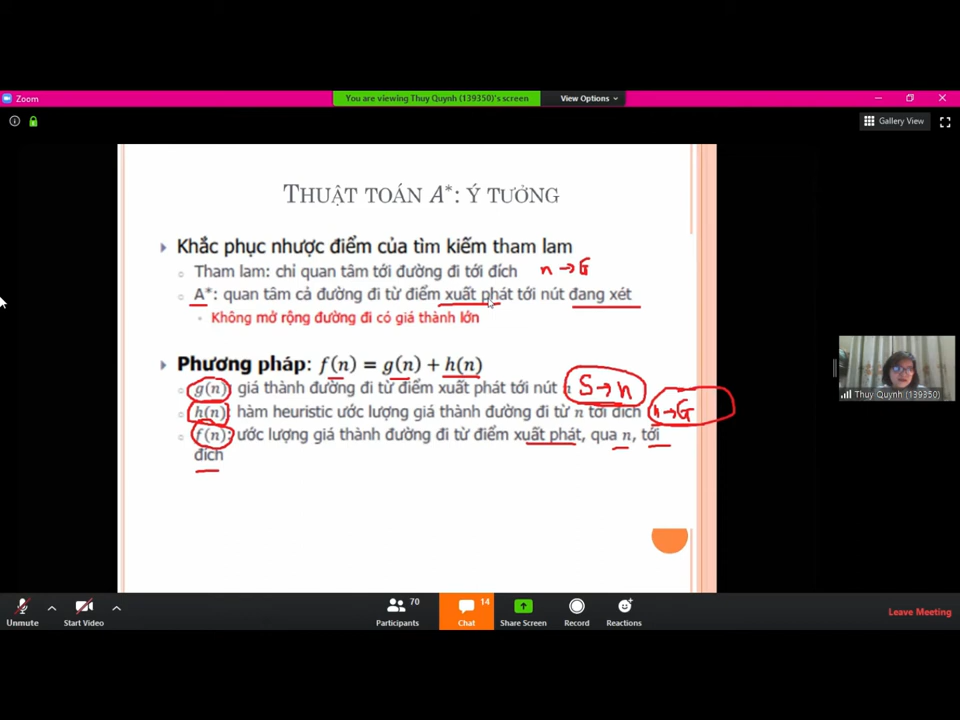 Zoom
You are viewing Thuy Quynh (139350)'s screen
View Options
Gallery View
THUẬT TOÁN A*: Ý TƯỞNG
Khắc phục nhược điểm của tìm kiếm tham lam
Tham lam: chỉ quan tâm tới đường đi tới đích n → G
A*: quan tâm cả đường đi từ điểm xuất phát tới nút đang xét
Không mở rộng đường đi có giá thành lớn
Phương pháp: f(n) = g(n) + h(n)
g(n): giá thành đường đi từ điểm xuất phát tới nút n S → n
h(n): hàm heuristic ước lượng giá thành đường đi từ n tới đích n → G
f(n): ước lượng giá thành đường đi từ điểm xuất phát, qua n, tới
đích
Thuy Quynh (139350)
70
14
Unmute
Start Video
Participants
Chat
Share Screen
Record
Reactions
Leave Meeting